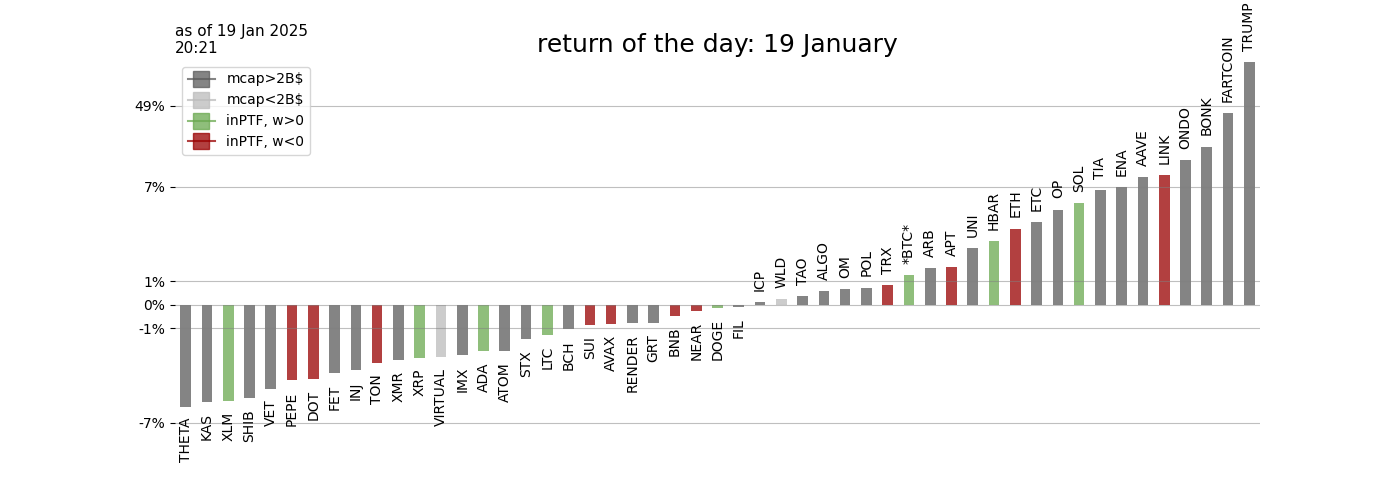 as of 19 Jan 2025
20:21
return of the day: 19 January
mcap>2B$
mcap<2B$
inPTF, w>0
inPTF, w<0
49%
7%
1%
0%
-1%
-7%
THETA
KAS
XLM
SHIB
VET
PEPE
DOT
FET
INJ
TON
XMR
XRP
VIRTUAL
IMX
ADA
ATOM
STX
LTC
BCH
SUI
AVAX
RENDER
GRT
BNB
NEAR
DOGE
FIL
ICP
WLD
TAO
ALGO
OM
POL
TRX
*BTC*
ARB
APT
UNI
HBAR
ETH
ETC
OP
SOL
TIA
ENA
AAVE
LINK
ONDO
BONK
FARTCOIN
TRUMP